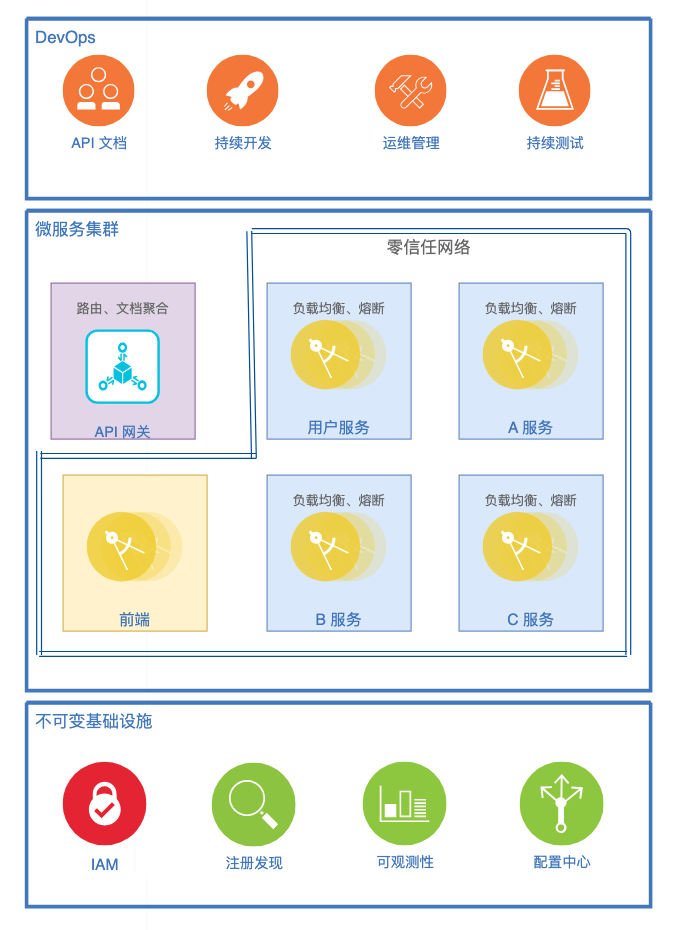 DevOps
API 文档
持续开发
运维管理
持续测试
微服务集群
零信任网络
路由、文档聚合
负载均衡、熔断
负载均衡、熔断
API 网关
用户服务
A 服务
负载均衡、熔断
负载均衡、熔断
前端
B 服务
C 服务
不可变基础设施
IAM
注册发现
可观测性
配置中心